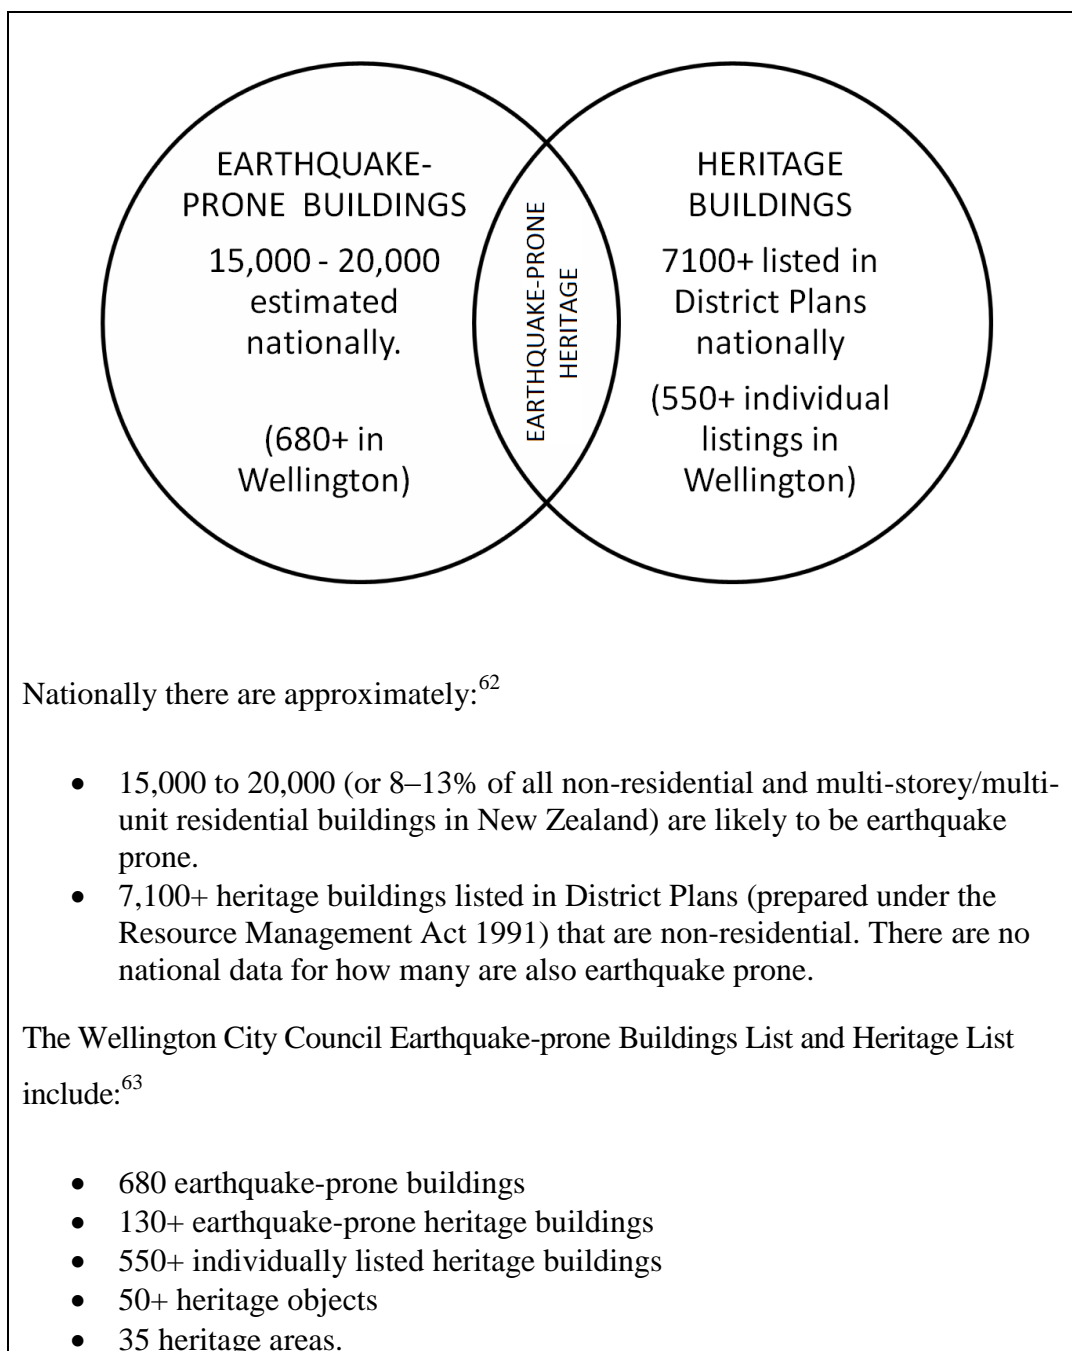 EARTHQUAKE-
PRONE BUILDINGS
15,000 - 20,000
estimated
nationally.
(680+ in
Wellington)
EARTHQUAKE-PRONE
HERITAGE
HERITAGE
BUILDINGS
7100+ listed in
District Plans
nationally
(550+ individual
listings in
Wellington)
Nationally there are approximately:62
• 15,000 to 20,000 (or 8–13% of all non-residential and multi-storey/multi-
unit residential buildings in New Zealand) are likely to be earthquake
prone.
• 7,100+ heritage buildings listed in District Plans (prepared under the
Resource Management Act 1991) that are non-residential. There are no
national data for how many are also earthquake prone.
The Wellington City Council Earthquake-prone Buildings List and Heritage List
include:63
• 680 earthquake-prone buildings
• 130+ earthquake-prone heritage buildings
• 550+ individually listed heritage buildings
• 50+ heritage objects
• 35 heritage areas.